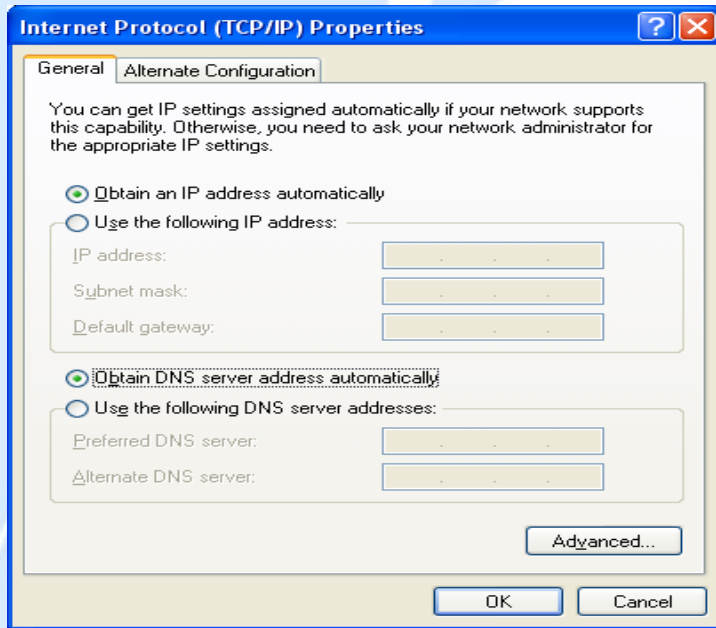 Internet Protocol (TCP/IP) Properties
General
Alternate Configuration
You can get IP settings assigned automatically if your network supports
this capability. Otherwise, you need to ask your network administrator for
the appropriate IP settings.
Obtain an IP address automatically
Use the following IP address:
IP address:
Subnet mask:
Default gateway:
Obtain DNS server address automatically
Use the following DNS server addresses:
Preferred DNS server:
Alternate DNS server:
Advanced...
OK
Cancel